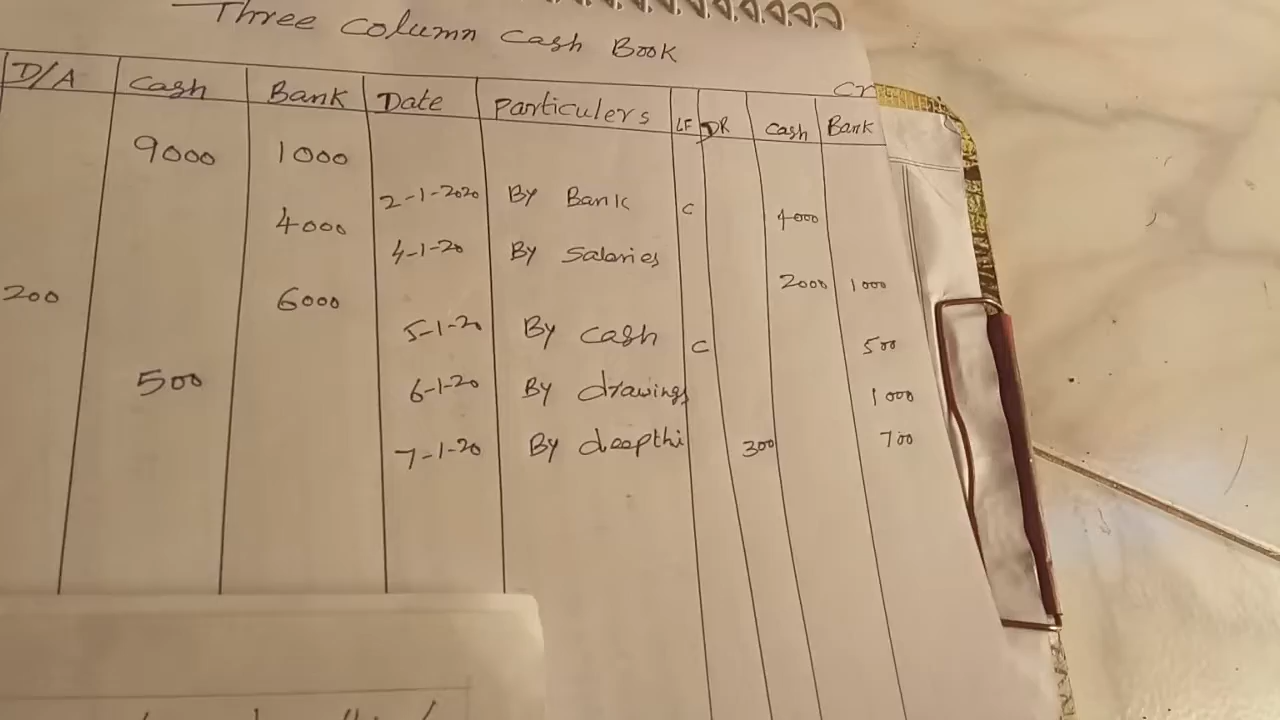 Three Column Cash Book
Cr
D/A Cash Bank Date Particulers LF DR Cash Bank
9000 1000
2-1-2020 By Bank C 4000
4000
4-1-20 By Salaries 2000 1000
200 6000
5-1-20 By cash C 500
500
6-1-20 By drawings 1000
7-1-20 By deepthi 300 700